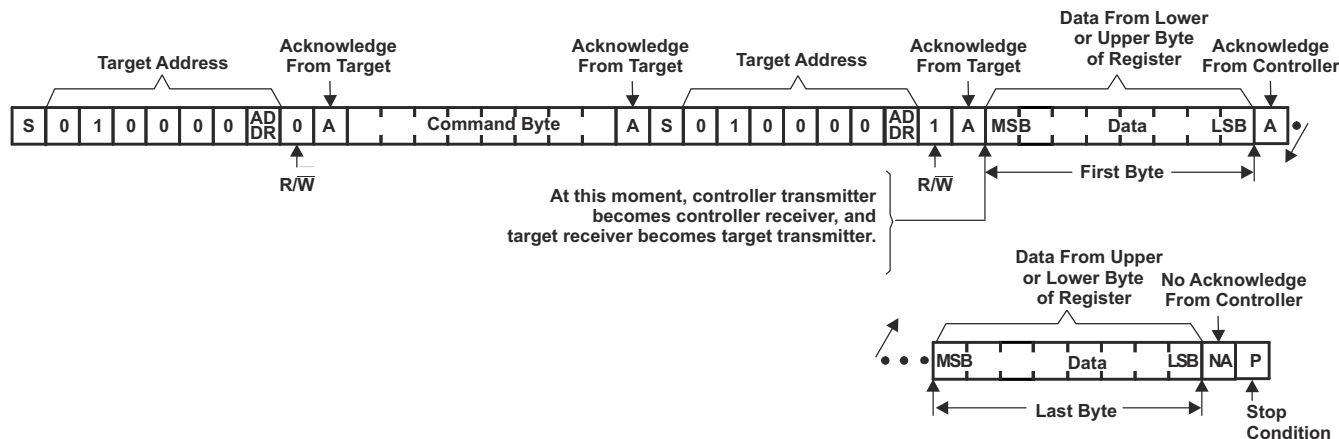 Data From Lower
or Upper Byte
of Register
Acknowledge
From Target
Acknowledge
From Target
Acknowledge
From Target
Acknowledge
From Controller
Target Address
Target Address
S 0 1 0 0 0 0 AD DR 0 A Command Byte A S 0 1 0 0 0 0 AD DR 1 A MSB Data LSB A
R/W̅
R/W̅
First Byte
At this moment, controller transmitter
becomes controller receiver, and
target receiver becomes target transmitter.
Data From Upper
or Lower Byte
of Register
No Acknowledge
From Controller
MSB Data LSB NA P
Last Byte
Stop
Condition